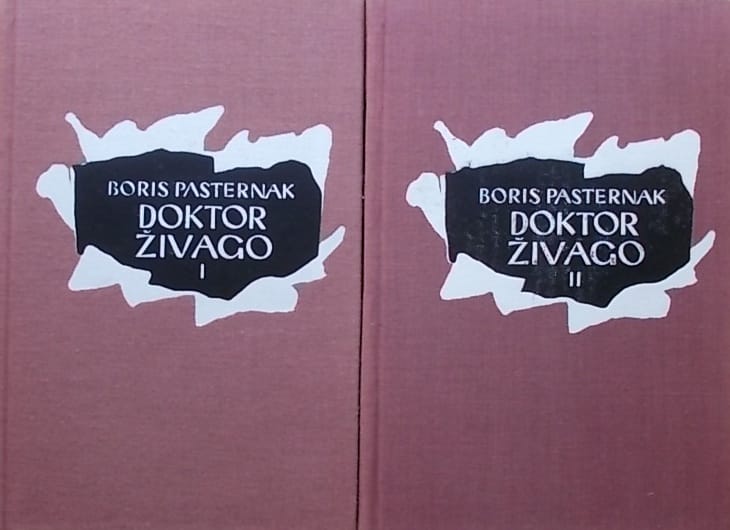 BORIS PASTERNAK
DOKTOR
ŽIVAGO
I
BORIS PASTERNAK
DOKTOR
ŽIVAGO
II